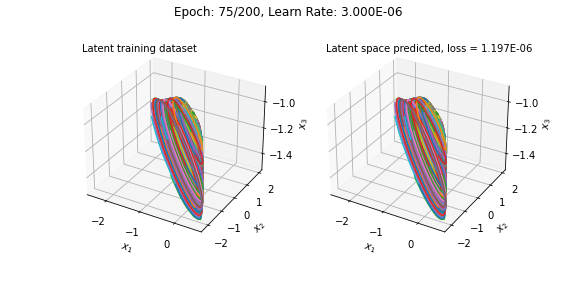 Epoch: 75/200, Learn Rate: 3.000E-06
Latent training dataset
−1.0
−1.2
−1.4
x₃
2
1
0
−1
−2
x₂
−2
−1
0
x₁
Latent space predicted, loss = 1.197E-06
−1.0
−1.2
−1.4
x₃
2
1
0
−1
−2
x₂
−2
−1
0
x₁